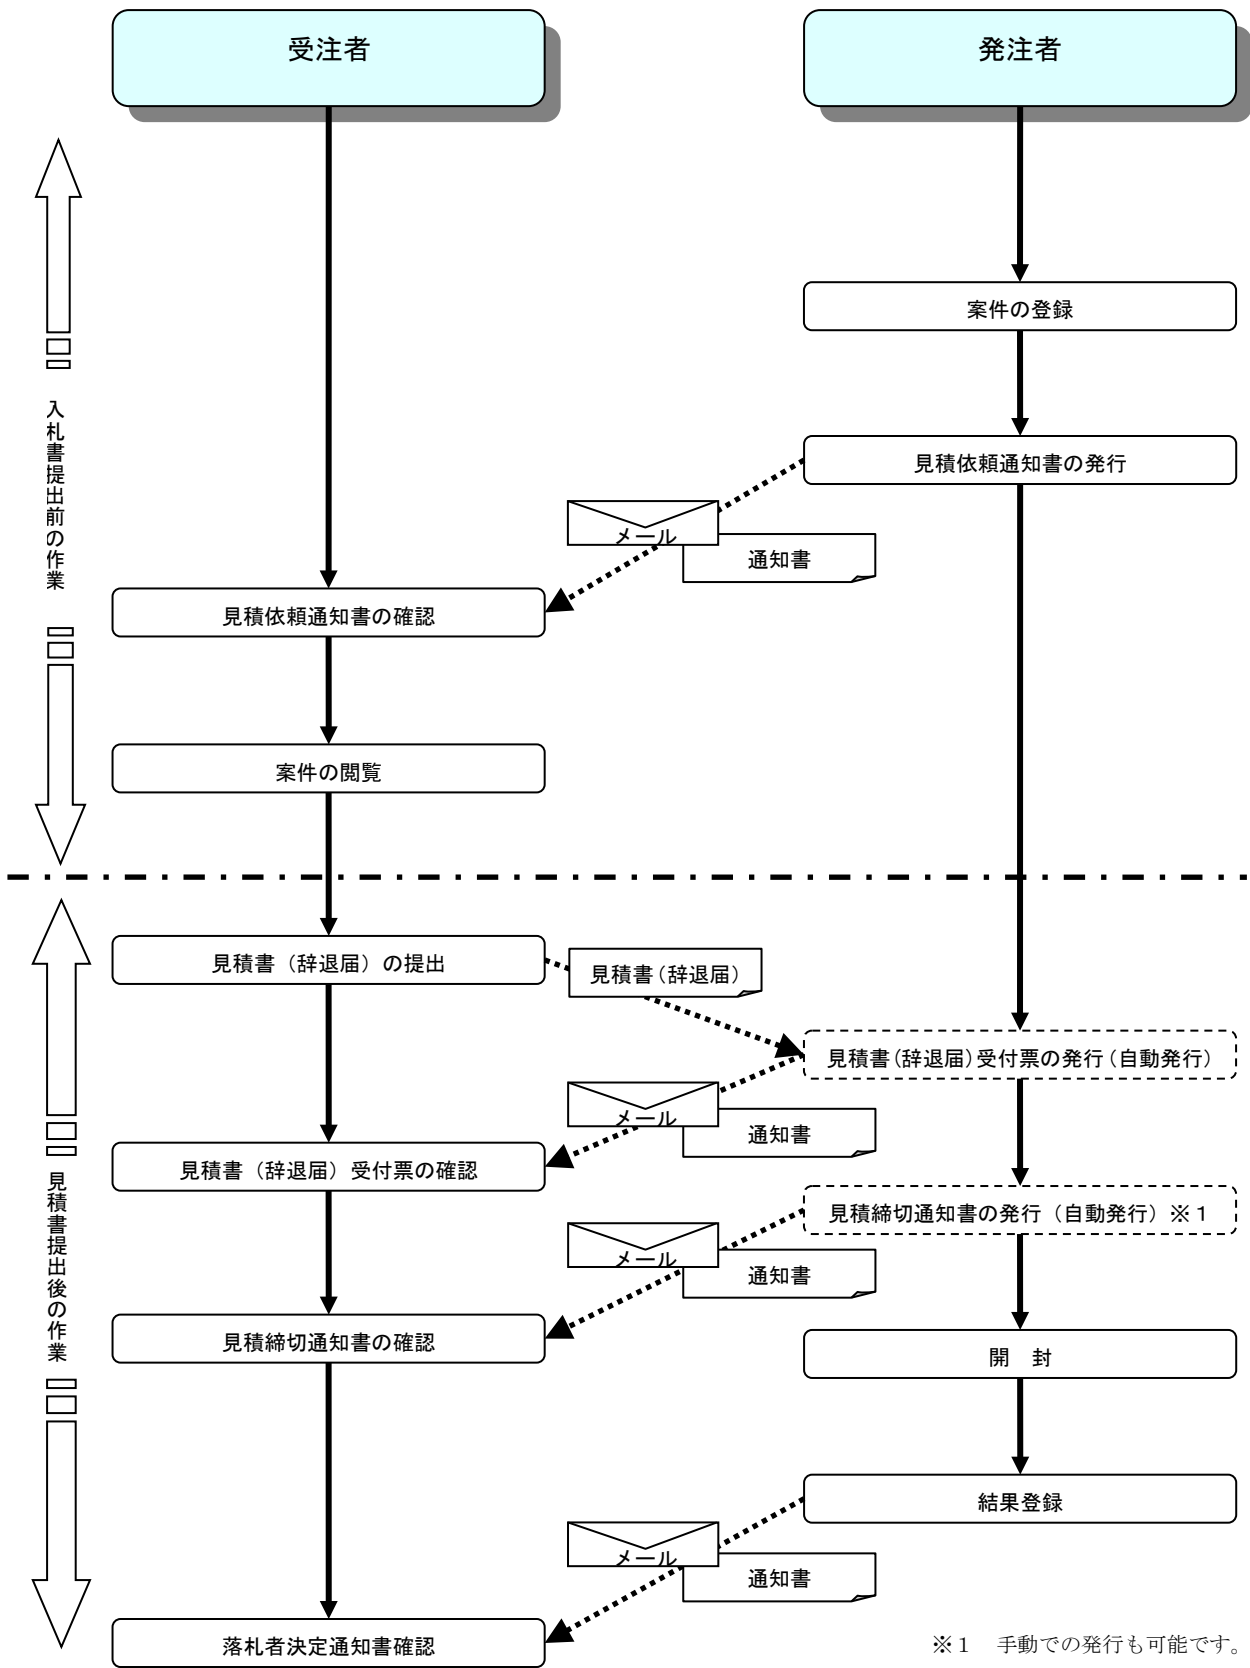 受注者
発注者
案件の登録
見積依頼通知書の発行
メール
通知書
入札書提出前の作業
見積依頼通知書の確認
案件の閲覧
見積書（辞退届）の提出
見積書（辞退届）
見積書（辞退届）受付票の発行（自動発行）
メール
通知書
見積書（辞退届）受付票の確認
見積締切通知書の発行（自動発行）※１
メール
通知書
見積書提出後の作業
見積締切通知書の確認
開　封
結果登録
メール
通知書
落札者決定通知書確認
※１　手動での発行も可能です。